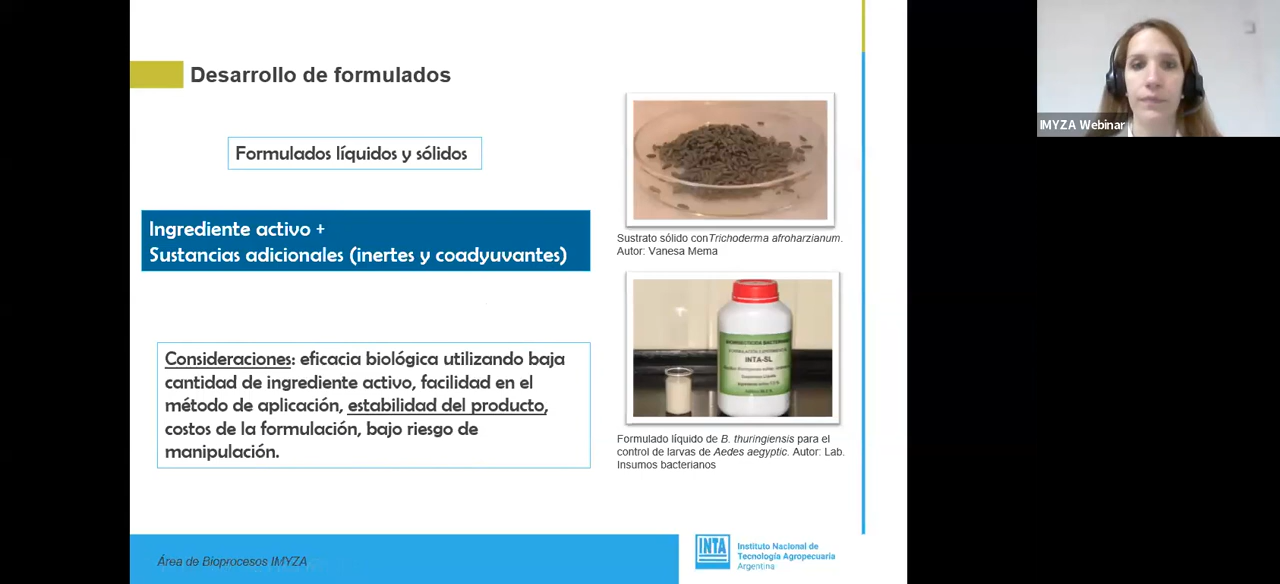 Desarrollo de formulados
Formulados líquidos y sólidos
Ingrediente activo +
Sustancias adicionales (inertes y coadyuvantes)
Consideraciones: eficacia biológica utilizando baja
cantidad de ingrediente activo, facilidad en el
método de aplicación, estabilidad del producto,
costos de la formulación, bajo riesgo de
manipulación.
Sustrato sólido conTrichoderma afroharzianum.
Autor: Vanesa Mema
INTA-SL
Formulado líquido de B. thuringiensis para el
control de larvas de Aedes aegyptic. Autor: Lab.
Insumos bacterianos
Área de Bioprocesos IMYZA
INTA
Instituto Nacional de
Tecnología Agropecuaria
Argentina
IMYZA Webinar